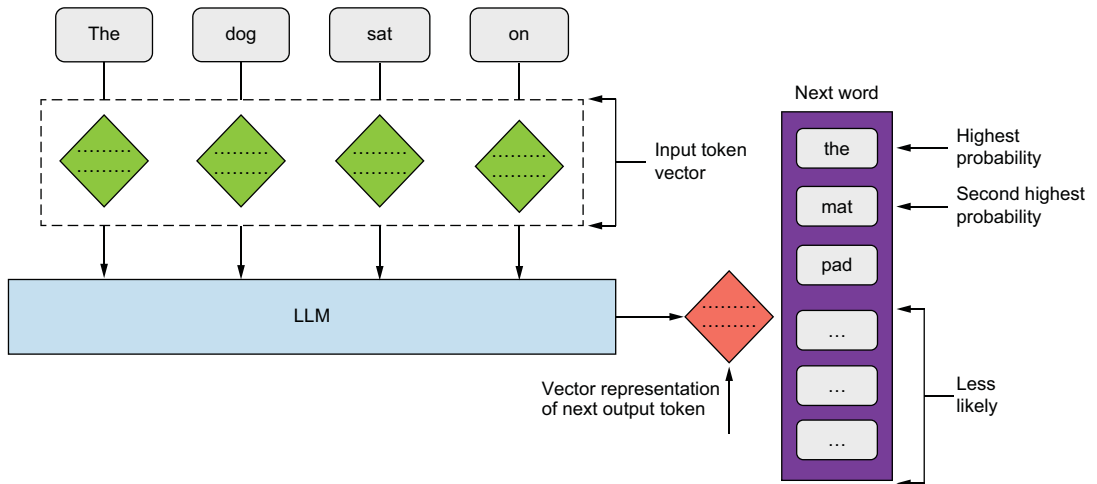 The
dog
sat
on
Next word
the
Highest
probability
Input token
vector
mat
Second highest
probability
pad
LLM
...
Vector representation
of next output token
...
Less
likely
...